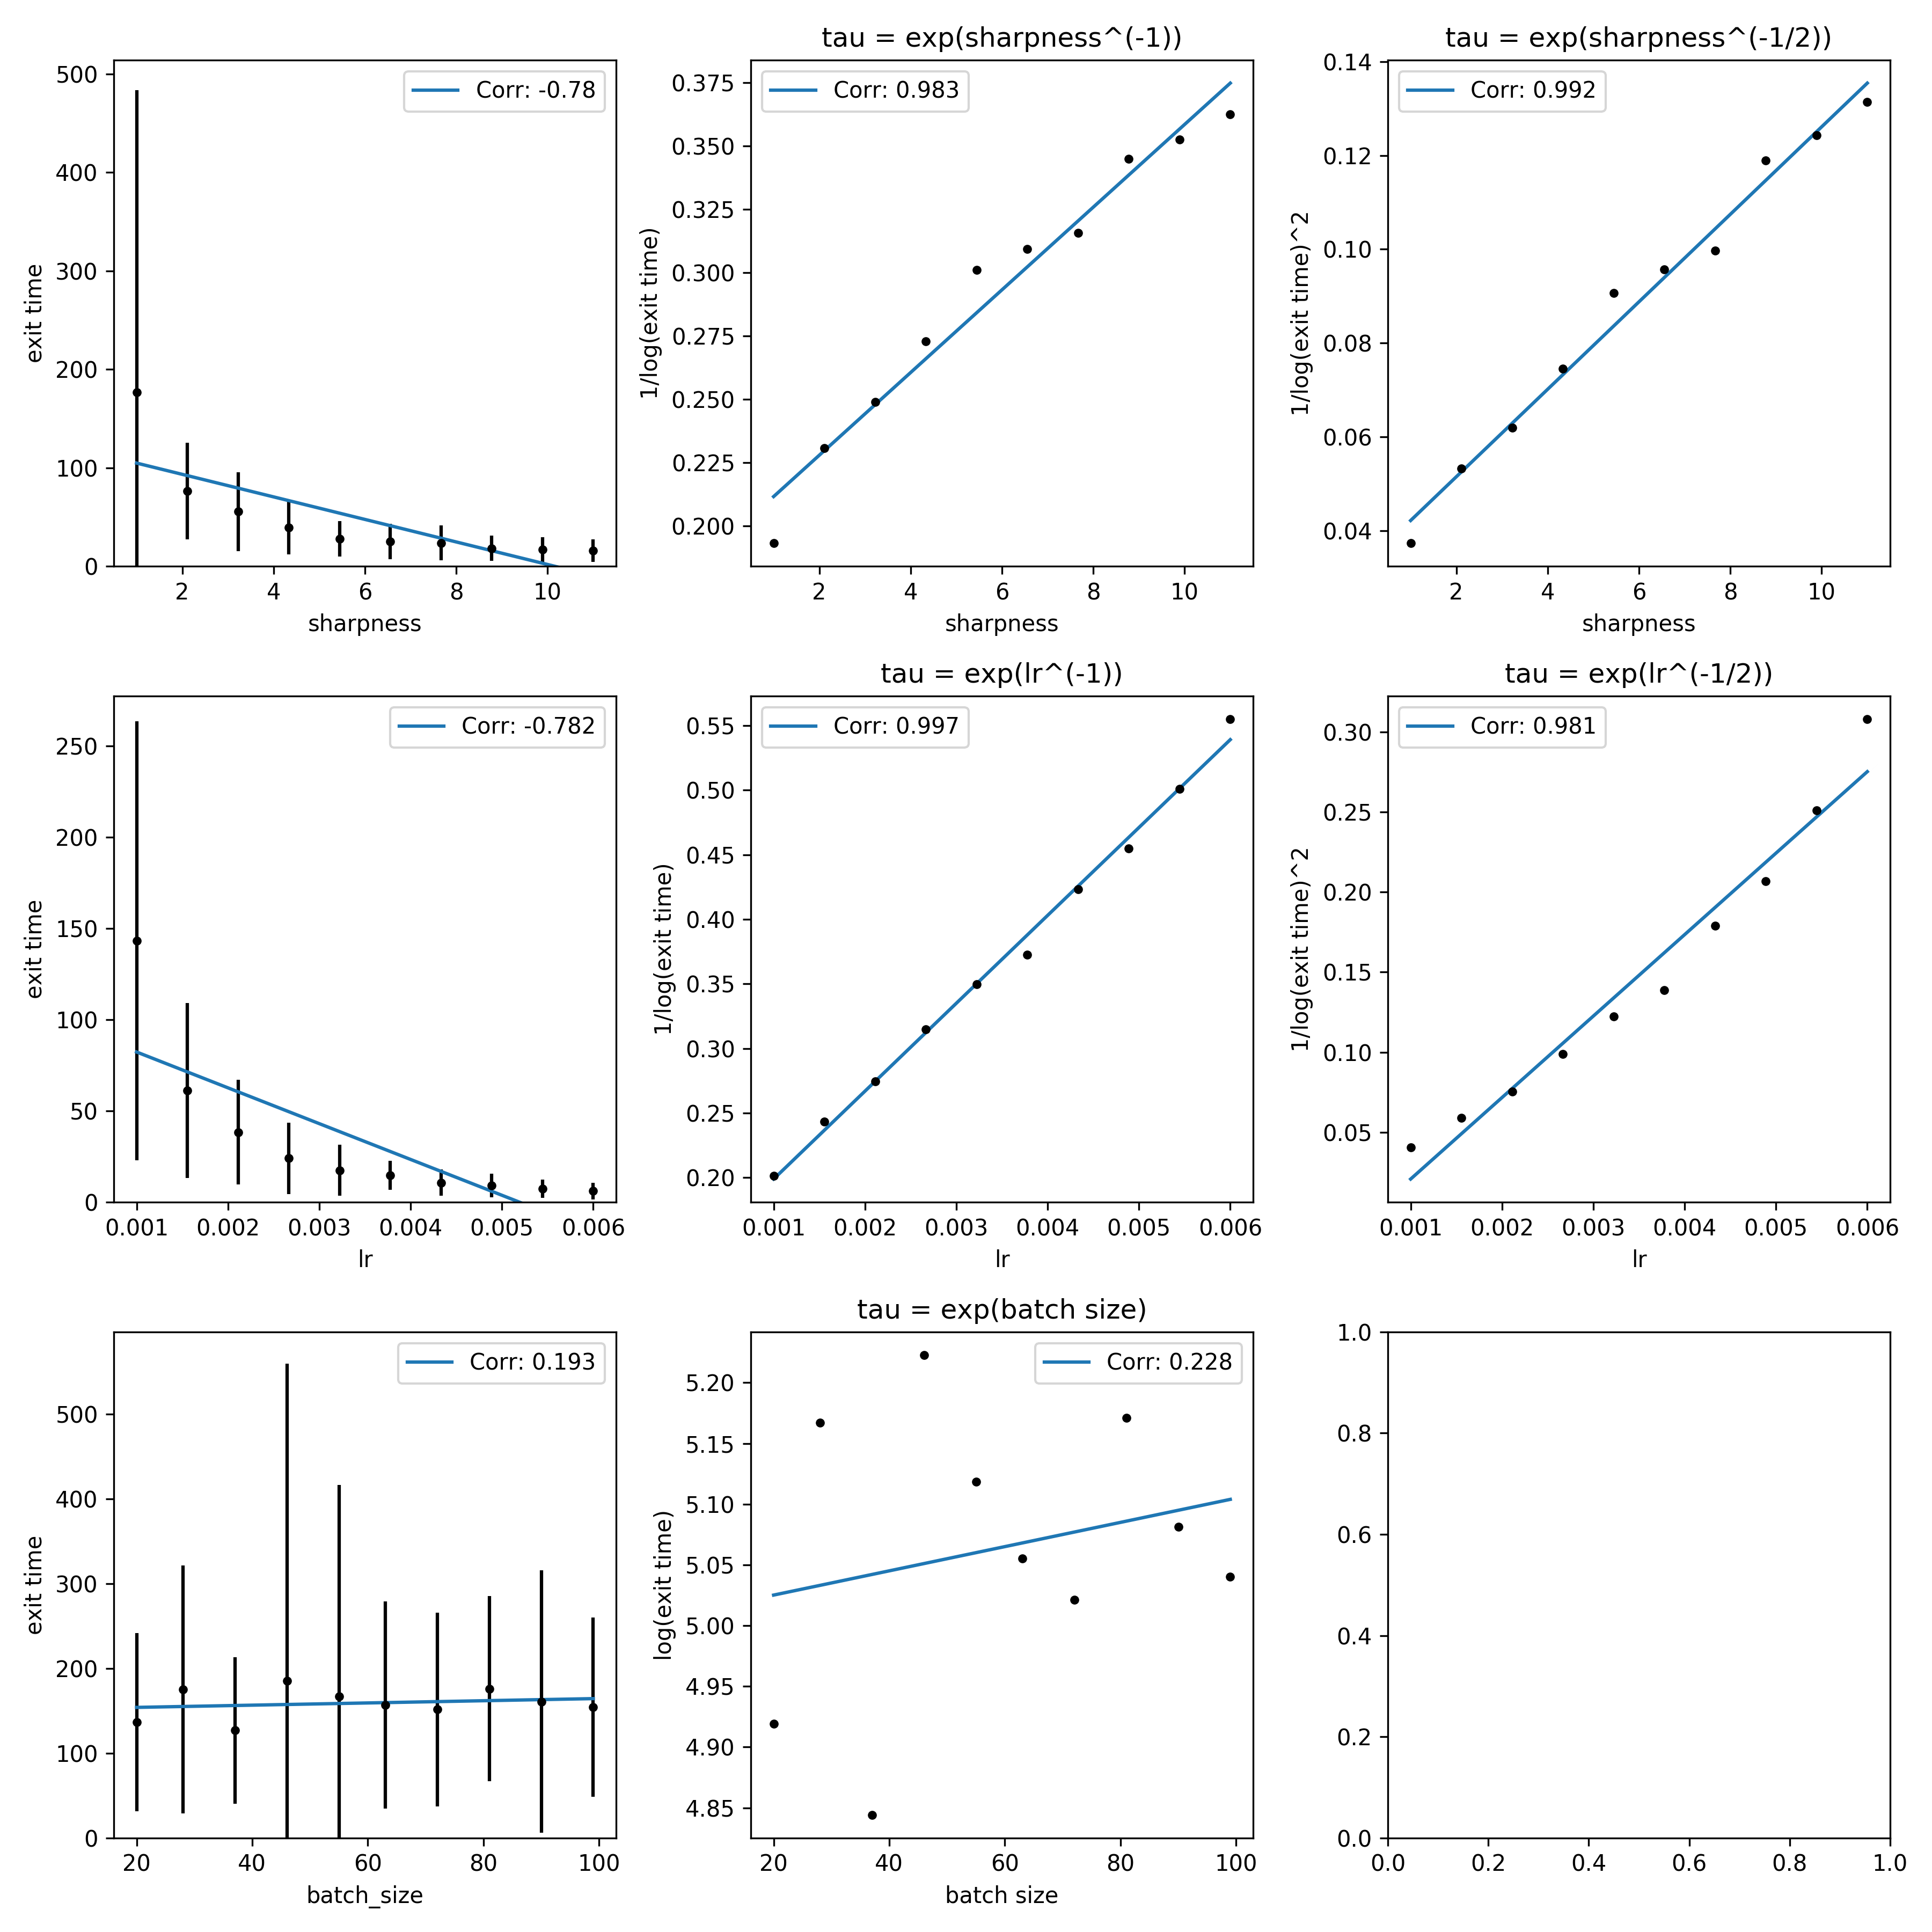 500
400
300
200
100
0
exit time
2 4 6 8 10
sharpness
Corr: -0.78
tau = exp(sharpness^(-1))
0.375
0.350
0.325
0.300
0.275
0.250
0.225
0.200
1/log(exit time)
2 4 6 8 10
sharpness
Corr: 0.983
tau = exp(sharpness^(-1/2))
0.14
0.12
0.10
0.08
0.06
0.04
1/log(exit time)^2
2 4 6 8 10
sharpness
Corr: 0.992
250
200
150
100
50
0
exit time
0.001 0.002 0.003 0.004 0.005 0.006
lr
Corr: -0.782
tau = exp(lr^(-1))
0.55
0.50
0.45
0.40
0.35
0.30
0.25
0.20
1/log(exit time)
0.001 0.002 0.003 0.004 0.005 0.006
lr
Corr: 0.997
tau = exp(lr^(-1/2))
0.30
0.25
0.20
0.15
0.10
0.05
1/log(exit time)^2
0.001 0.002 0.003 0.004 0.005 0.006
lr
Corr: 0.981
500
400
300
200
100
0
exit time
20 40 60 80 100
batch_size
Corr: 0.193
tau = exp(batch size)
5.20
5.15
5.10
5.05
5.00
4.95
4.90
4.85
log(exit time)
20 40 60 80 100
batch size
Corr: 0.228
1.0
0.8
0.6
0.4
0.2
0.0
0.0 0.2 0.4 0.6 0.8 1.0